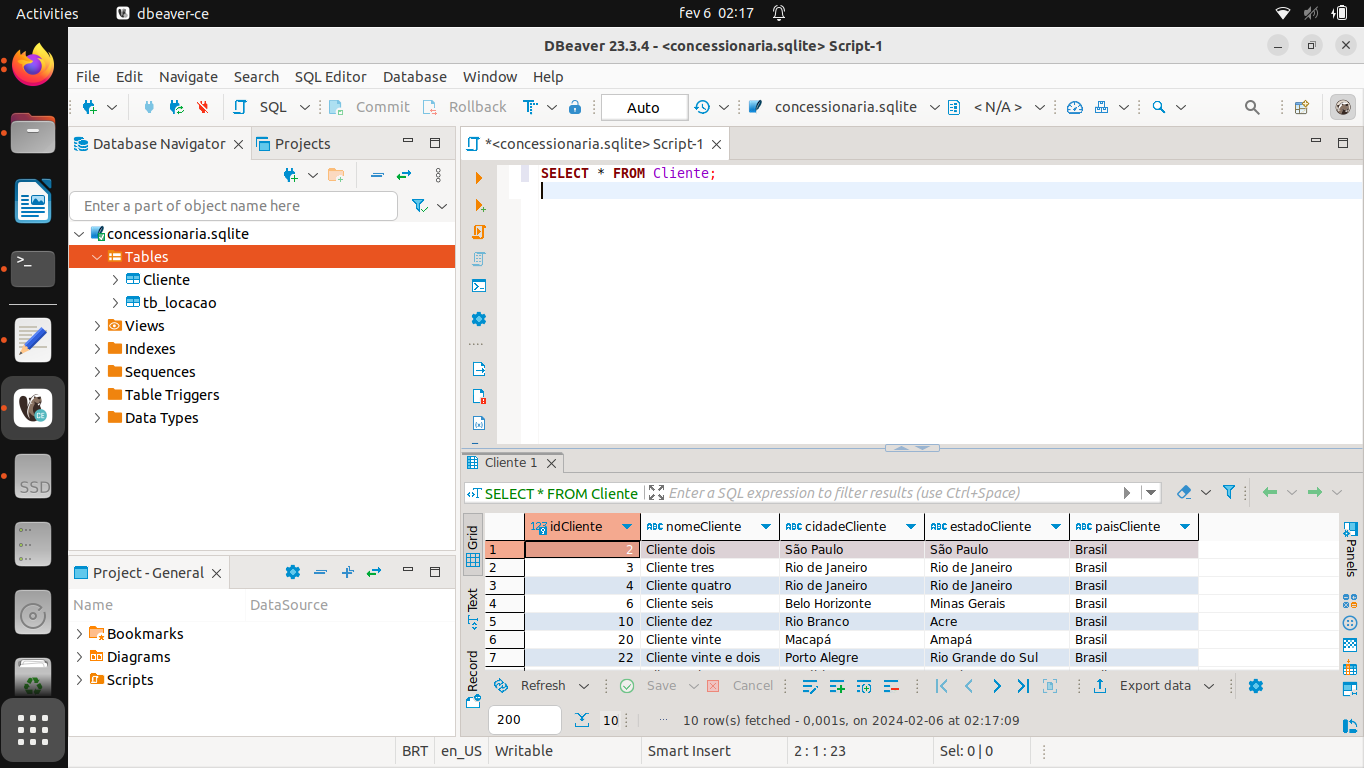 Activities dbeaver-ce fev 6 02:17
DBeaver 23.3.4 - <concessionaria.sqlite> Script-1
File Edit Navigate Search SQL Editor Database Window Help
SQL Commit Rollback Auto concessionaria.sqlite < N/A >
Database Navigator Projects
*<concessionaria.sqlite> Script-1
Enter a part of object name here
concessionaria.sqlite
Tables
Cliente
tb_locacao
Views
Indexes
Sequences
Table Triggers
Data Types
SELECT * FROM Cliente;
Project - General
Name DataSource
Bookmarks
Diagrams
Scripts
SSD
Cliente 1
SELECT * FROM Cliente Enter a SQL expression to filter results (use Ctrl+Space)
Grid
Text
Record
Panels
123 idCliente ABC nomeCliente ABC cidadeCliente ABC estadoCliente ABC paisCliente
1 2 Cliente dois São Paulo São Paulo Brasil
2 3 Cliente tres Rio de Janeiro Rio de Janeiro Brasil
3 4 Cliente quatro Rio de Janeiro Rio de Janeiro Brasil
4 6 Cliente seis Belo Horizonte Minas Gerais Brasil
5 10 Cliente dez Rio Branco Acre Brasil
6 20 Cliente vinte Macapá Amapá Brasil
7 22 Cliente vinte e dois Porto Alegre Rio Grande do Sul Brasil
Refresh Save Cancel Export data
200 10 ... 10 row(s) fetched - 0,001s, on 2024-02-06 at 02:17:09
BRT en_US Writable Smart Insert 2 : 1 : 23 Sel: 0 | 0